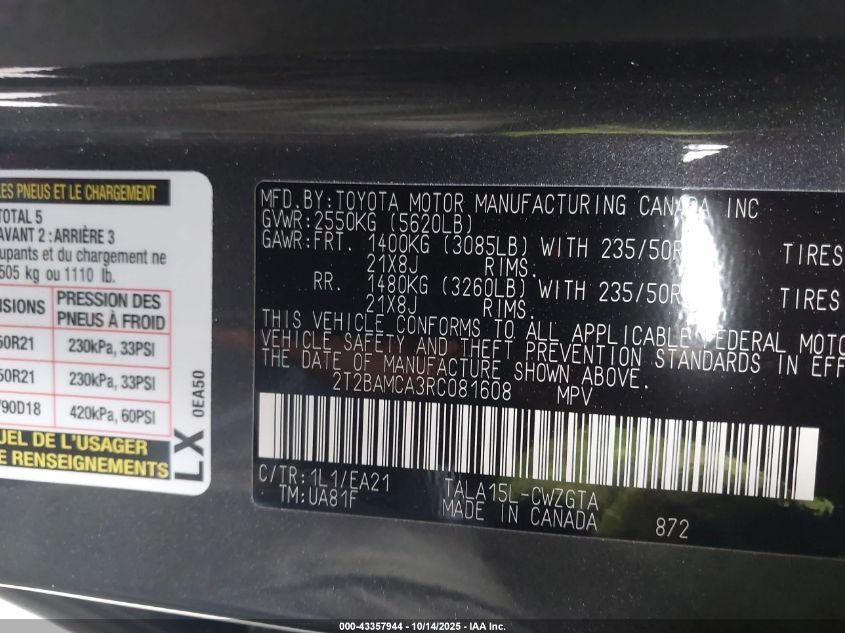 LES PNEUS ET LE CHARGEMENT
TOTAL 5
AVANT 2 : ARRIÈRE 3
du chargement ne
505 kg ou 1110 lb.
PRESSION DES
PNEUS À FROID
50R21 230kPa, 33PSI
50R21 230kPa, 33PSI
90D18 420kPa, 60PSI
DE L'USAGER
RENSEIGNEMENTS
LX 0EA50
MFD.BY:TOYOTA MOTOR MANUFACTURING CANADA INC
GVWR:2550KG (5620LB)
GAWR:FRT. 1400KG (3085LB) WITH 235/50R TIRES
21X8J RIMS.
RR. 1480KG (3260LB) WITH 235/50R TIRES
21X8J RIMS.
THIS VEHICLE CONFORMS TO ALL APPLICABLE FEDERAL MOTO
VEHICLE SAFETY AND THEFT PREVENTION STANDARDS IN EFF
THE DATE OF MANUFACTURE SHOWN ABOVE.
2T2BAMCA3RC081608 MPV
C/TR:1L1/EA21 TALA15L-CWZGTA
TM:UA81F MADE IN CANADA 872
000-43357944 | 10/14/2025 - IAA Inc.